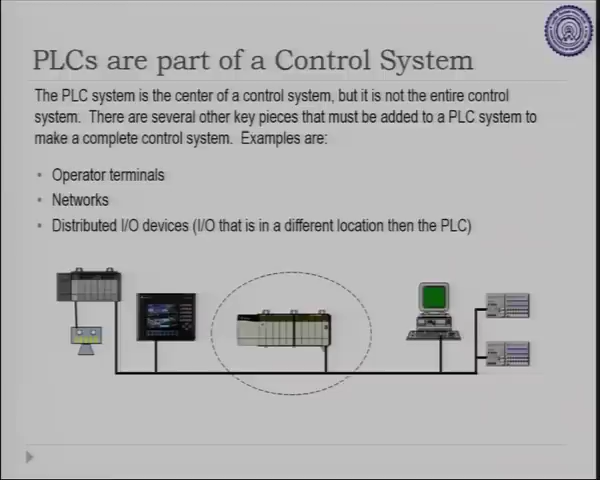 PLCs are part of a Control System
The PLC system is the center of a control system, but it is not the entire control
system. There are several other key pieces that must be added to a PLC system to
make a complete control system. Examples are:
• Operator terminals
• Networks
• Distributed I/O devices (I/O that is in a different location then the PLC)